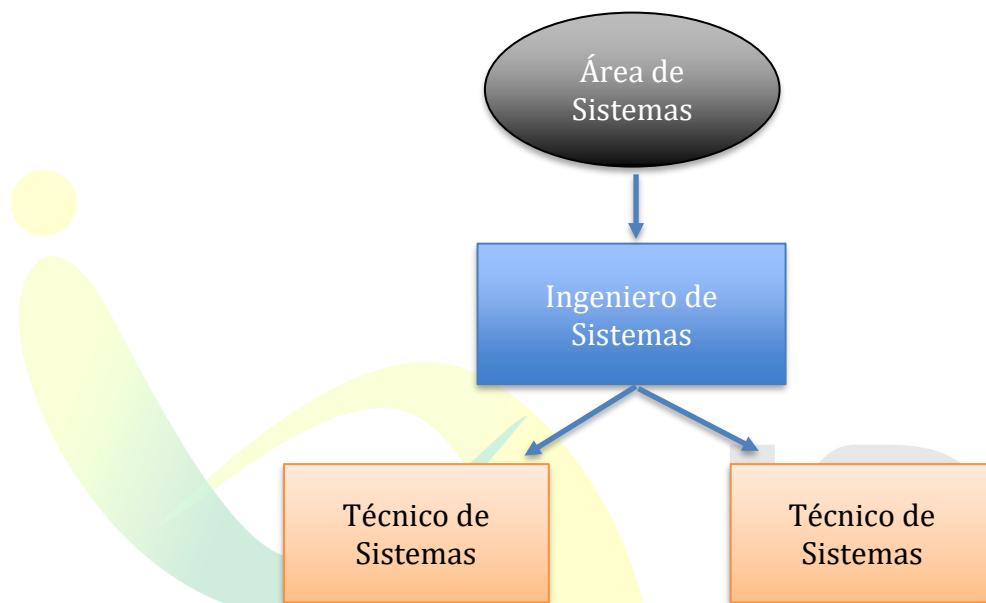 Área de
Sistemas
Ingeniero de
Sistemas
Técnico de
Sistemas
Técnico de
Sistemas